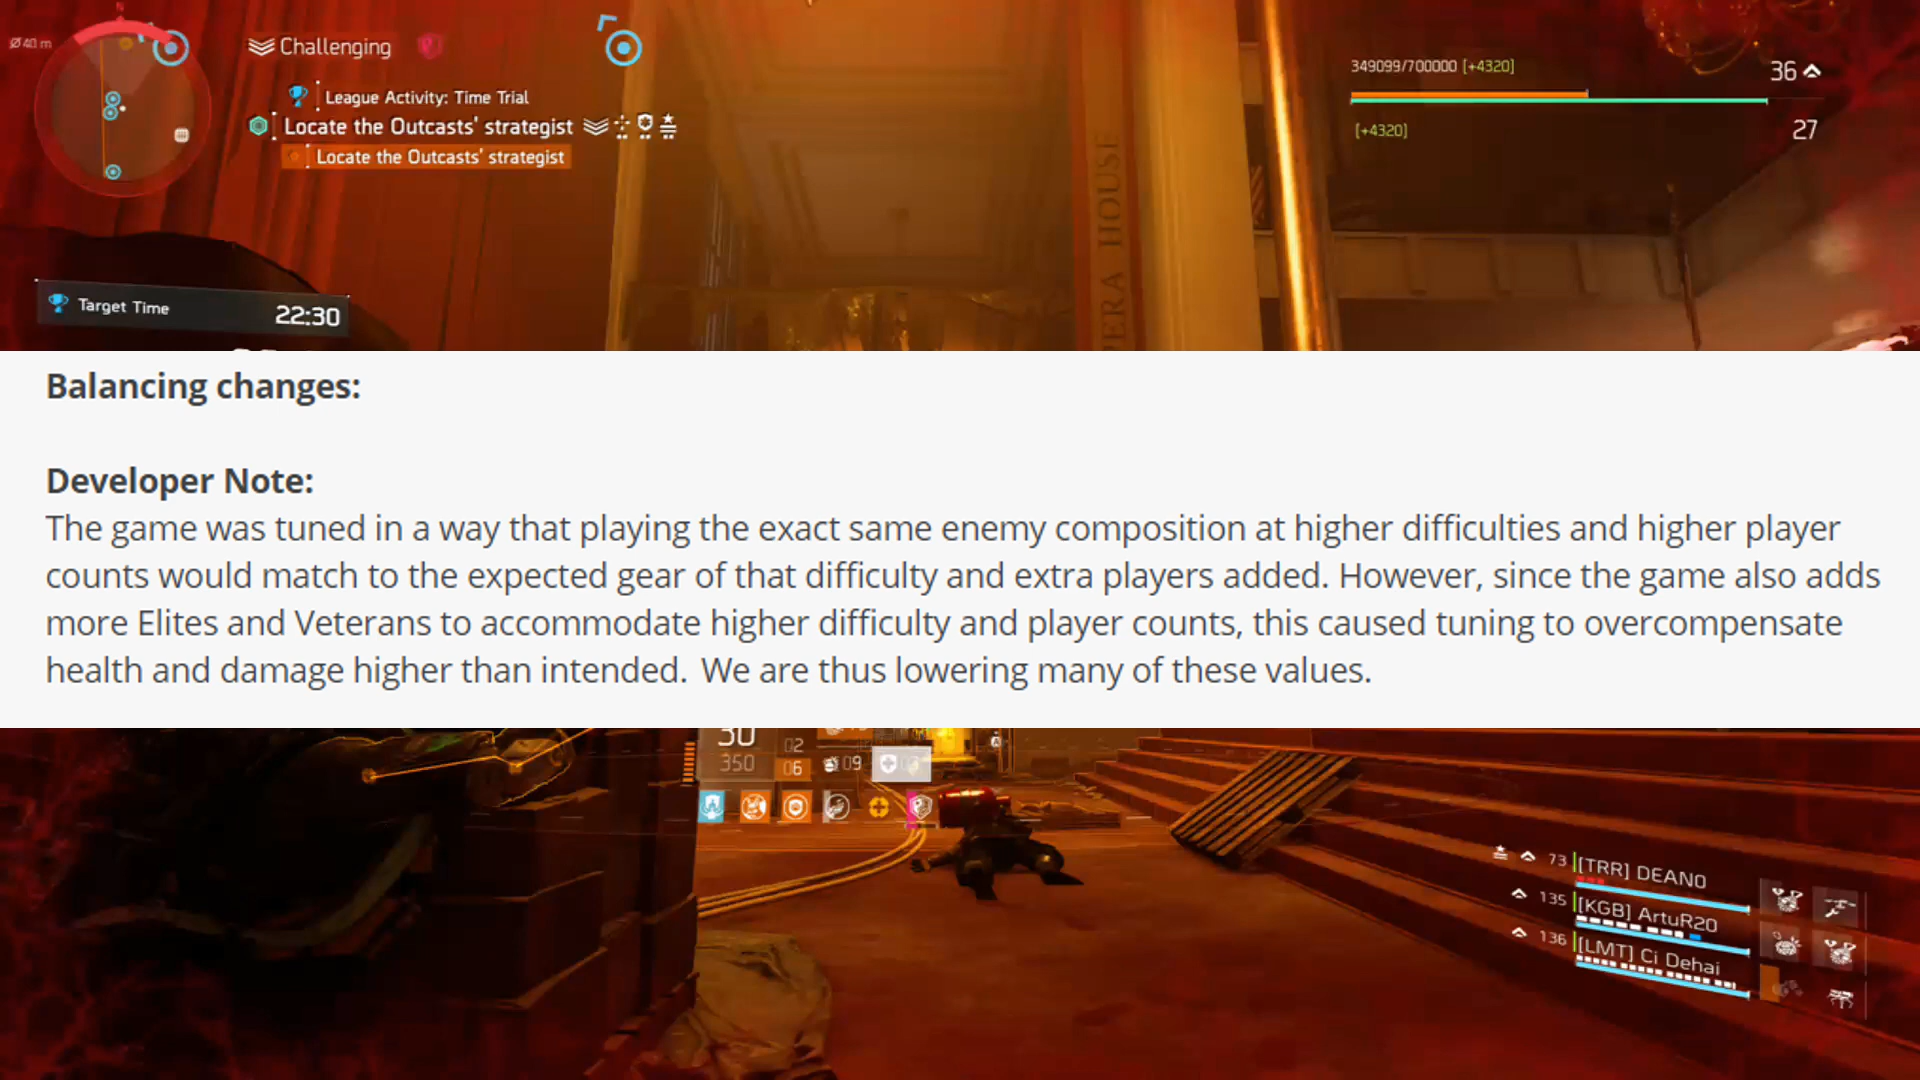 Ø40 m
N
Challenging
League Activity: Time Trial
Locate the Outcasts' strategist
Locate the Outcasts' strategist
349099/700000 [+4320]
36
[+4320]
27
OPERA HOUSE
Target Time
22:30
Balancing changes:
Developer Note:
The game was tuned in a way that playing the exact same enemy composition at higher difficulties and higher player
counts would match to the expected gear of that difficulty and extra players added. However, since the game also adds
more Elites and Veterans to accommodate higher difficulty and player counts, this caused tuning to overcompensate
health and damage higher than intended. We are thus lowering many of these values.
30
350
02
06
09
73 [TRR] DEAN0
135 [KGB] ArtuR20
136 [LMT] Ci Dehai